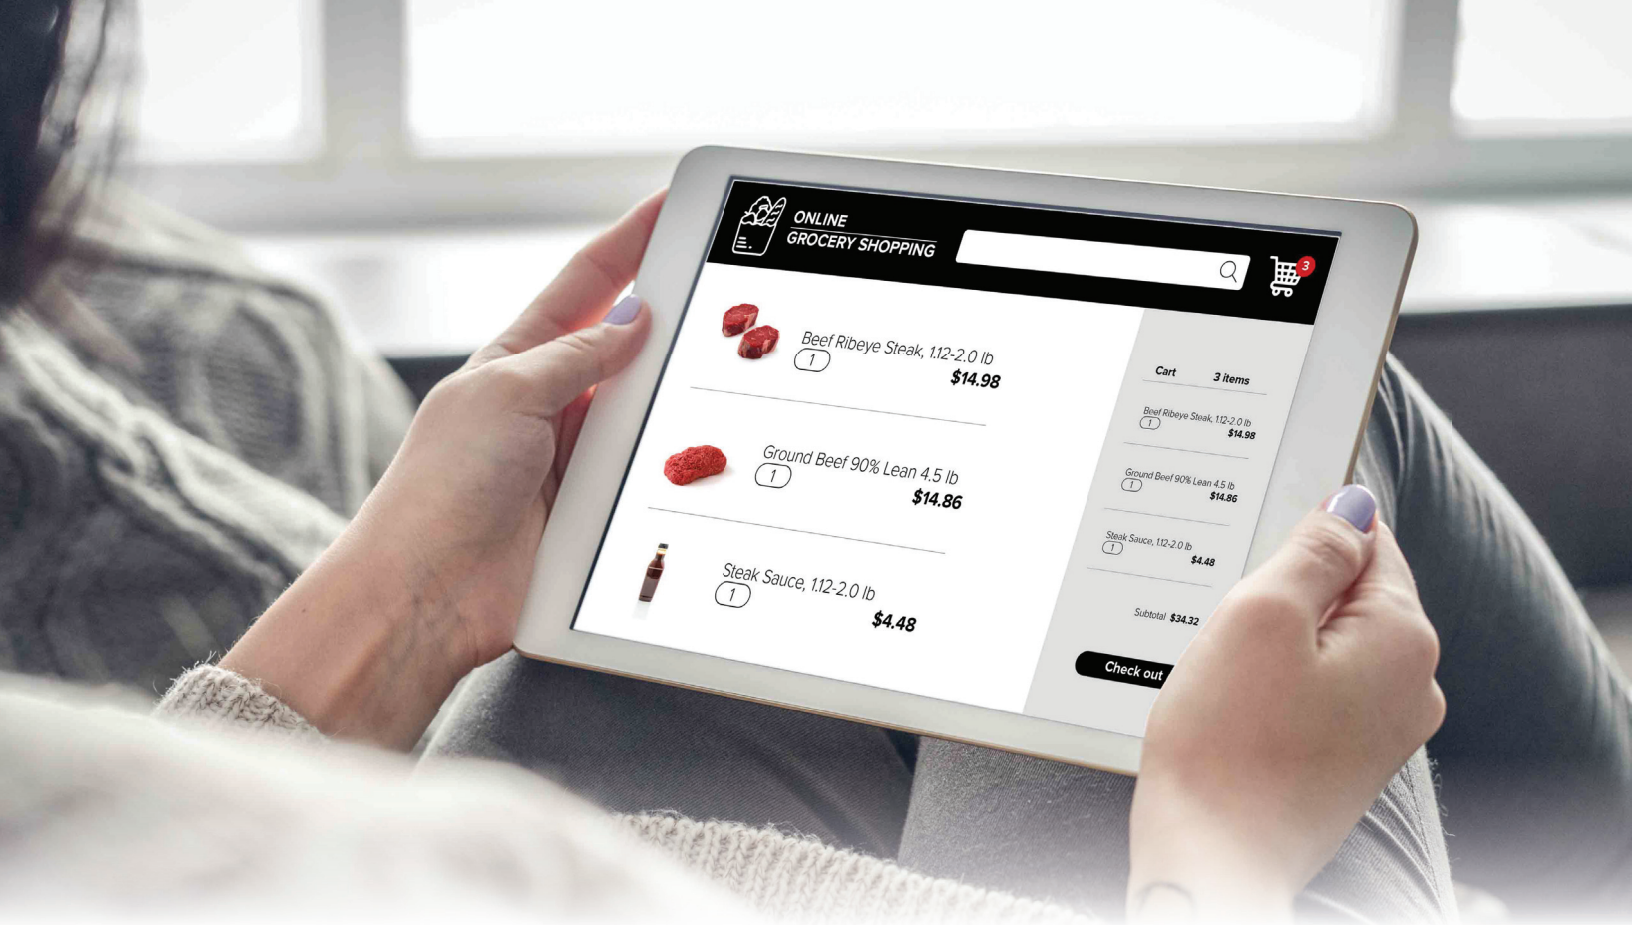 ONLINE
GROCERY SHOPPING
3
Beef Ribeye Steak, 1.12-2.0 lb
1
$14.98
Ground Beef 90% Lean 4.5 lb
1
$14.86
Steak Sauce, 1.12-2.0 lb
1
$4.48
Cart 3 items
Beef Ribeye Steak, 1.12-2.0 lb
1
$14.98
Ground Beef 90% Lean 4.5 lb
1
$14.86
Steak Sauce, 1.12-2.0 lb
1
$4.48
Subtotal $34.32
Check out